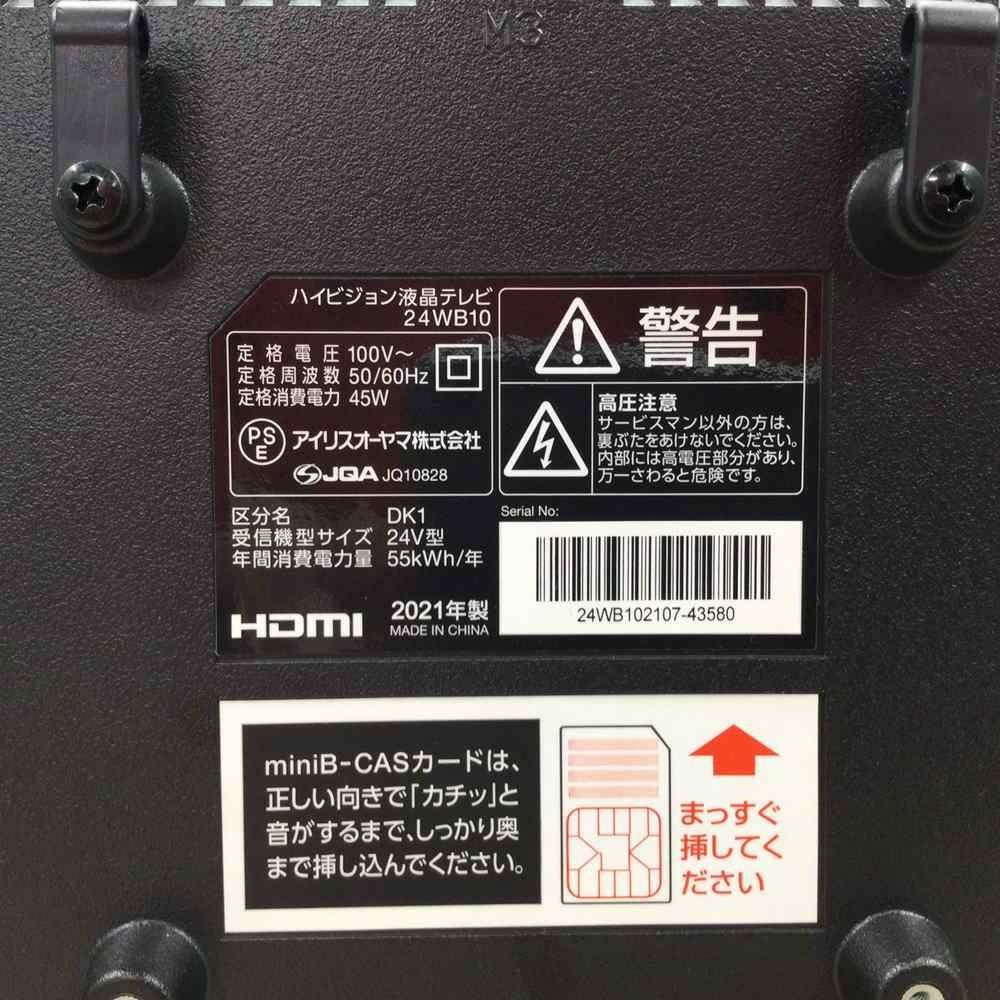 M3
ハイビジョン液晶テレビ
24WB10
定格電圧 100V～
定格周波数 50/60Hz
定格消費電力 45W
PS
E
アイリスオーヤマ株式会社
JQA JQ10828
警告
高圧注意
サービスマン以外の方は、
裏ぶたをあけないでください。
内部には高電圧部分があり、
万一さわると危険です。
区分名 DK1
受信機型サイズ 24V型
年間消費電力量 55kWh/年
HDMI
2021年製
MADE IN CHINA
Serial No:
24WB102107-43580
miniB-CASカードは、
正しい向きで「カチッ」と
音がするまで、しっかり奥
まで挿し込んでください。
まっすぐ
挿してく
ださい